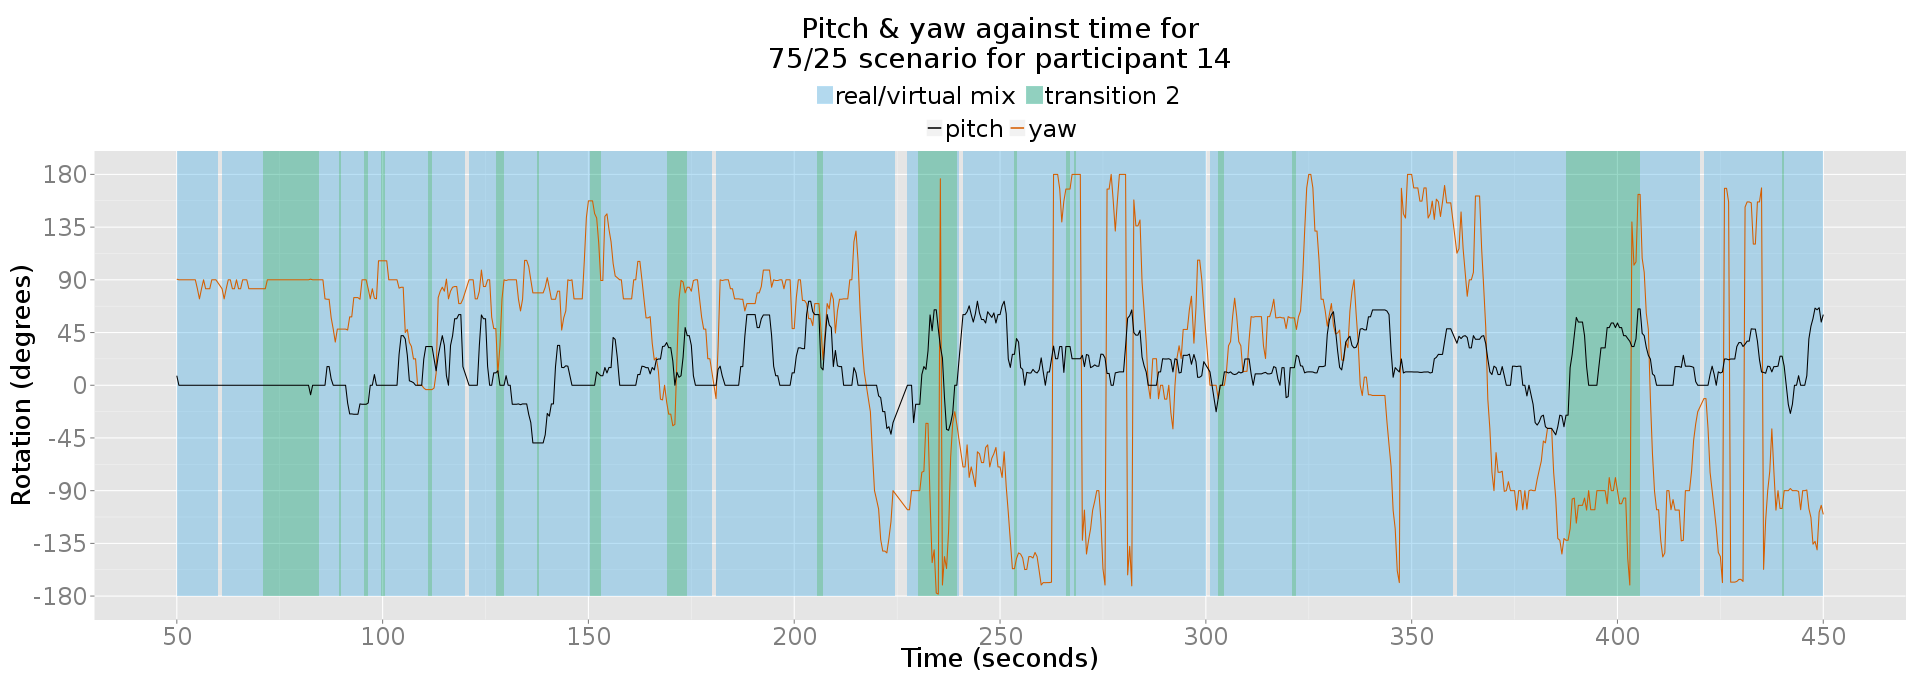 Pitch & yaw against time for
75/25 scenario for participant 14
real/virtual mix transition 2
pitch yaw
180
135
90
45
0
-45
-90
-135
-180
Rotation (degrees)
50 100 150 200 250 300 350 400 450
Time (seconds)